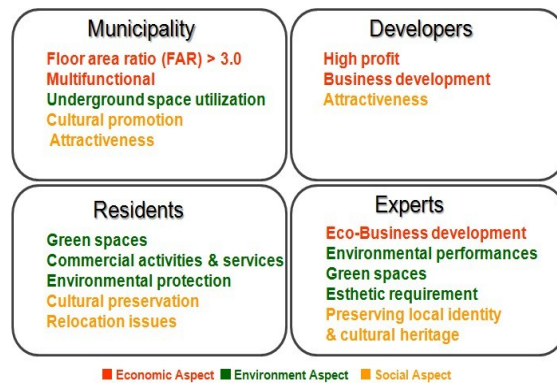 Municipality
Floor area ratio (FAR) > 3.0
Multifunctional
Underground space utilization
Cultural promotion
Attractiveness
Developers
High profit
Business development
Attractiveness
Residents
Green spaces
Commercial activities & services
Environmental protection
Cultural preservation
Relocation issues
Experts
Eco-Business development
Environmental performances
Green spaces
Esthetic requirement
Preserving local identity
& cultural heritage
Economic Aspect Environment Aspect Social Aspect